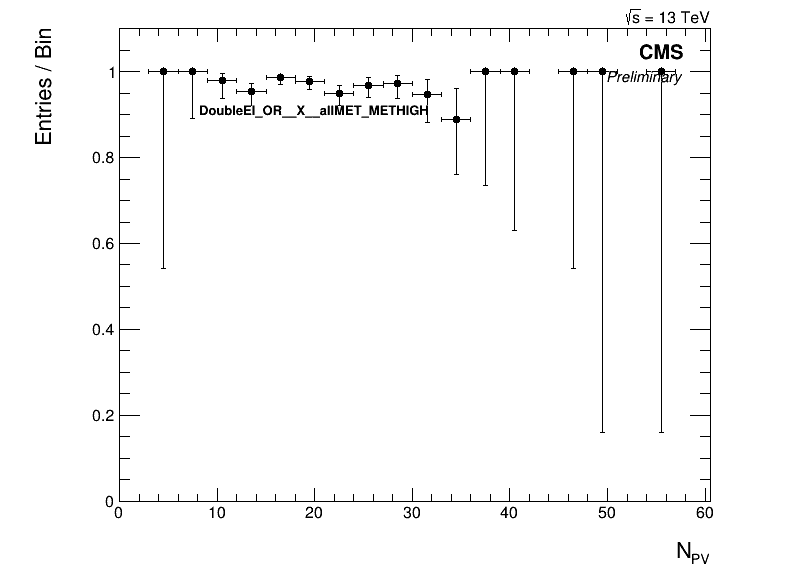 √s = 13 TeV
CMS
Preliminary
Entries / Bin
DoubleEl_OR__X__allMET_METHIGH
1
0.8
0.6
0.4
0.2
0
0 10 20 30 40 50 60
N_PV